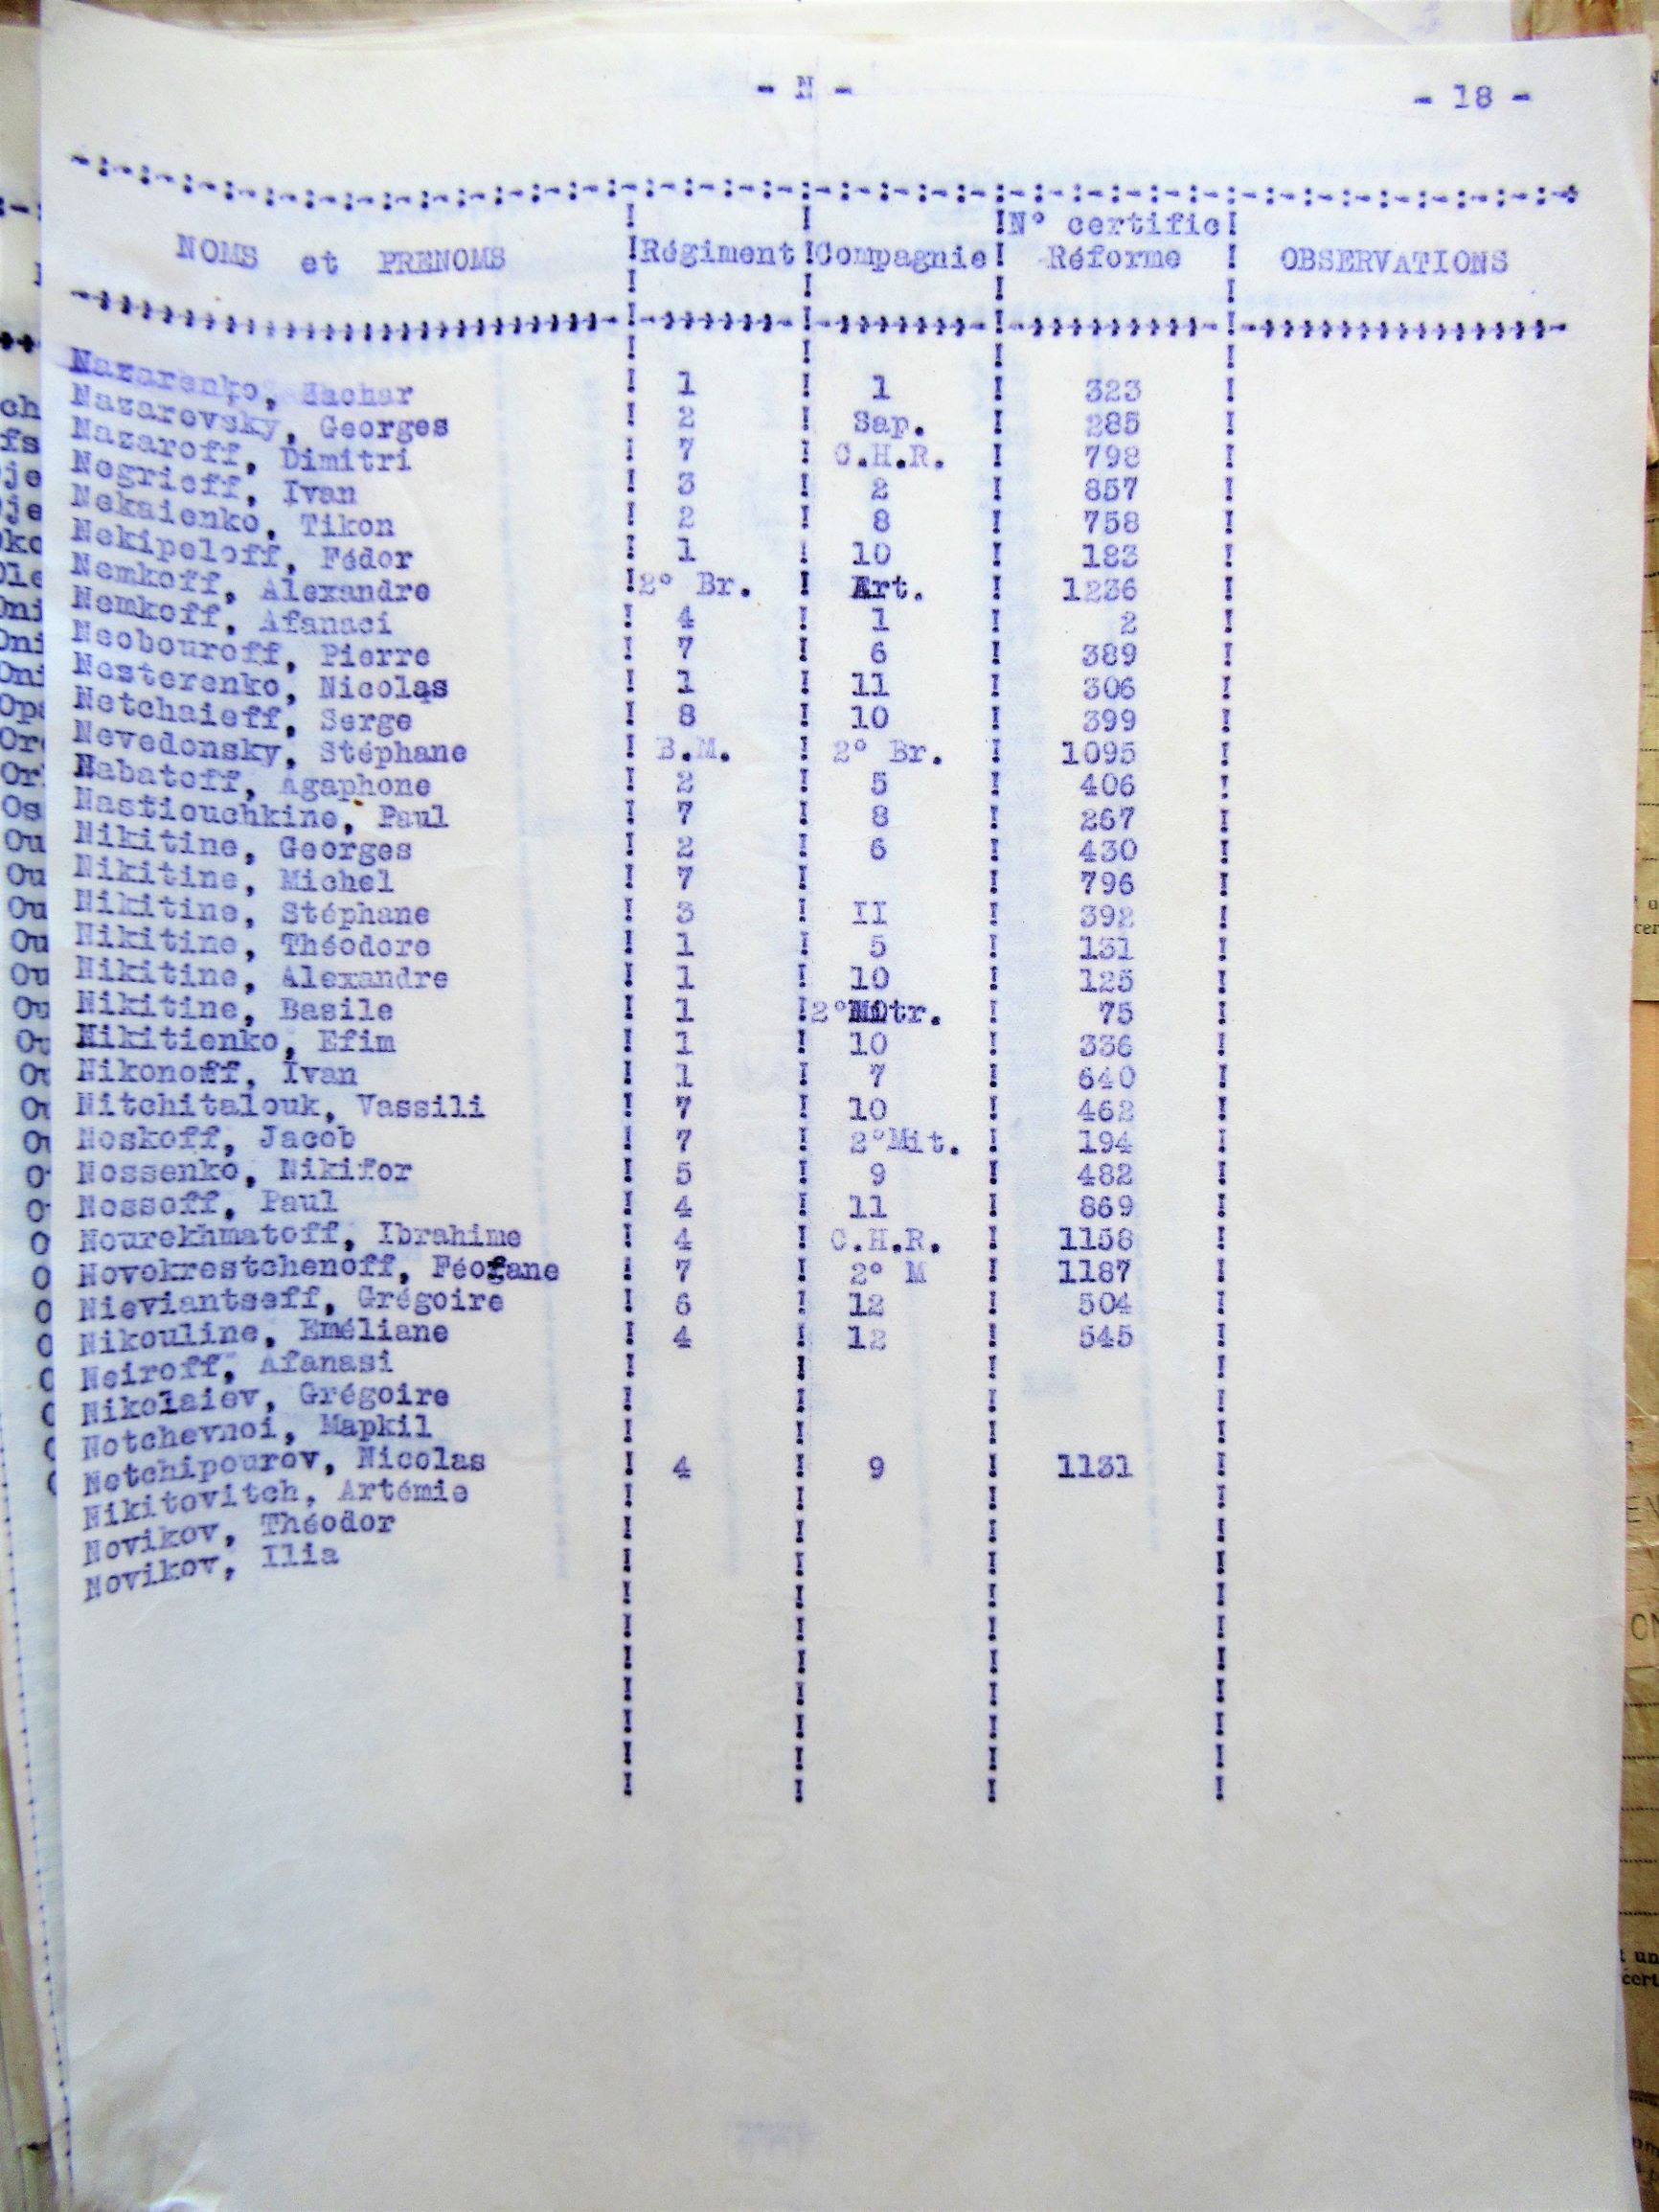 - N -
- 18 -
N° certific
NOMS et PRENOMS ! Régiment ! Compagnie ! Réforme ! OBSERVATIONS
Nazarenko, Zachar ! 1 ! 1 ! 323 !
Nazarevsky, Georges ! 2 ! Sap. ! 285 !
Nazaroff, Dimitri ! 7 ! C.H.R. ! 798 !
Negrieff, Ivan ! 3 ! 2 ! 857 !
Nekaienko, Tikon ! 2 ! 8 ! 758 !
Nekipeloff, Fédor ! 1 ! 10 ! 183 !
Nemkoff, Alexandre ! 2° Br. ! Art. ! 1236 !
Nemkoff, Afanaci ! 4 ! 1 ! 2 !
Neobouroff, Pierre ! 7 ! 6 ! 389 !
Nesterenko, Nicolas ! 1 ! 11 ! 306 !
Netchaieff, Serge ! 8 ! 10 ! 399 !
Nevedonsky, Stéphane ! B.M. ! 2° Br. ! 1095 !
Nabatoff, Agaphone ! 2 ! 5 ! 406 !
Nastiouchkine, Paul ! 7 ! 8 ! 267 !
Nikitine, Georges ! 2 ! 6 ! 430 !
Nikitine, Michel ! 7 ! ! 796 !
Nikitine, Stéphane ! 3 ! II ! 392 !
Nikitine, Théodore ! 1 ! 5 ! 131 !
Nikitine, Alexandre ! 1 ! 10 ! 125 !
Nikitine, Basile ! 1 ! 2°Mitr. ! 75 !
Nikitienko, Efim ! 1 ! 10 ! 336 !
Nikonoff, Ivan ! 1 ! 7 ! 640 !
Nitchitalouk, Vassili ! 7 ! 10 ! 462 !
Noskoff, Jacob ! 7 ! 2°Mit. ! 194 !
Nossenko, Nikifor ! 5 ! 9 ! 482 !
Nossoff, Paul ! 4 ! 11 ! 869 !
Nourekhmatoff, Ibrahime ! 4 ! C.H.R. ! 1158 !
Novokrestchenoff, Féofane ! 7 ! 2° M ! 1187 !
Nieviantseff, Grégoire ! 6 ! 12 ! 504 !
Nikouline, Eméliane ! 4 ! 12 ! 545 !
Neiroff, Afanasi
Nikolaiev, Grégoire
Notchevnoi, Mapkil
Netchipourov, Nicolas ! 4 ! 9 ! 1131 !
Nikitovitch, Artémie
Novikov, Théodor
Novikov, Ilia